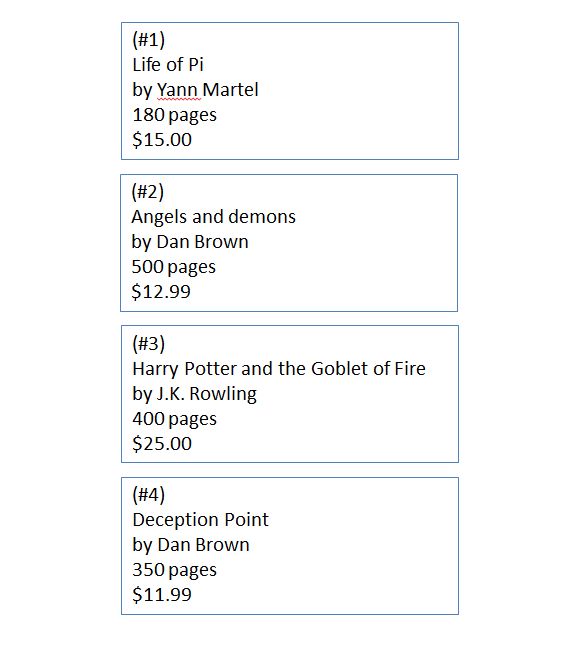 (#1)
Life of Pi
by Yann Martel
180 pages
$15.00
(#2)
Angels and demons
by Dan Brown
500 pages
$12.99
(#3)
Harry Potter and the Goblet of Fire
by J.K. Rowling
400 pages
$25.00
(#4)
Deception Point
by Dan Brown
350 pages
$11.99